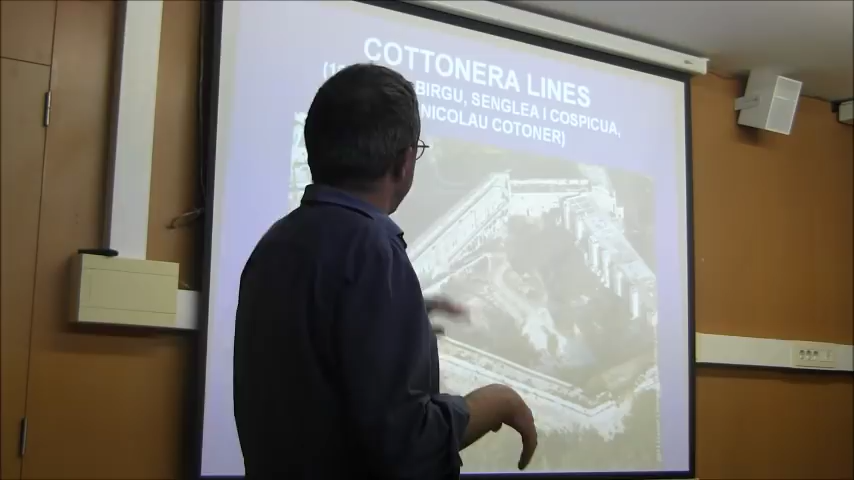 COTTONERA LINES
BIRGU, SENGLEA I COSPICUA,
NICOLAU COTONER)